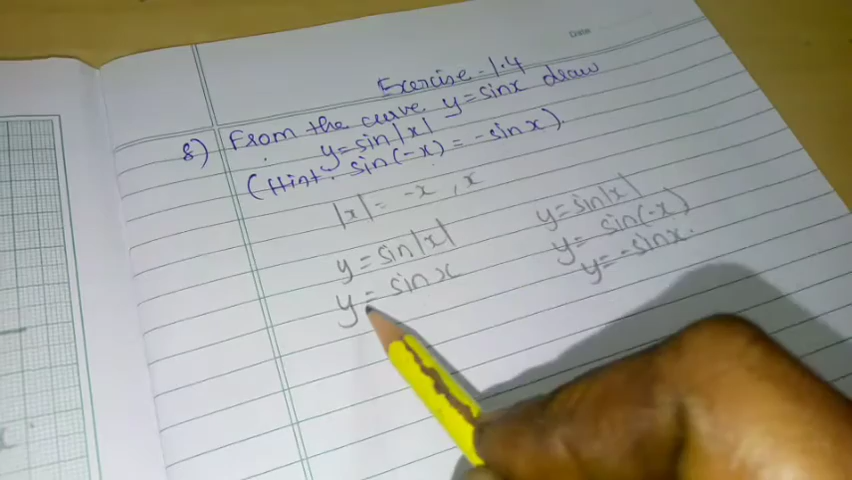 Date
Exercise-1.4
8) From the curve y=sinx draw
y=sin|x|
(Hint: sin(-x) = -sinx).
|x| = -x , x
y=sin|x|
y= sinx
y=sin|x|
y= sin(-x)
y= -sinx.